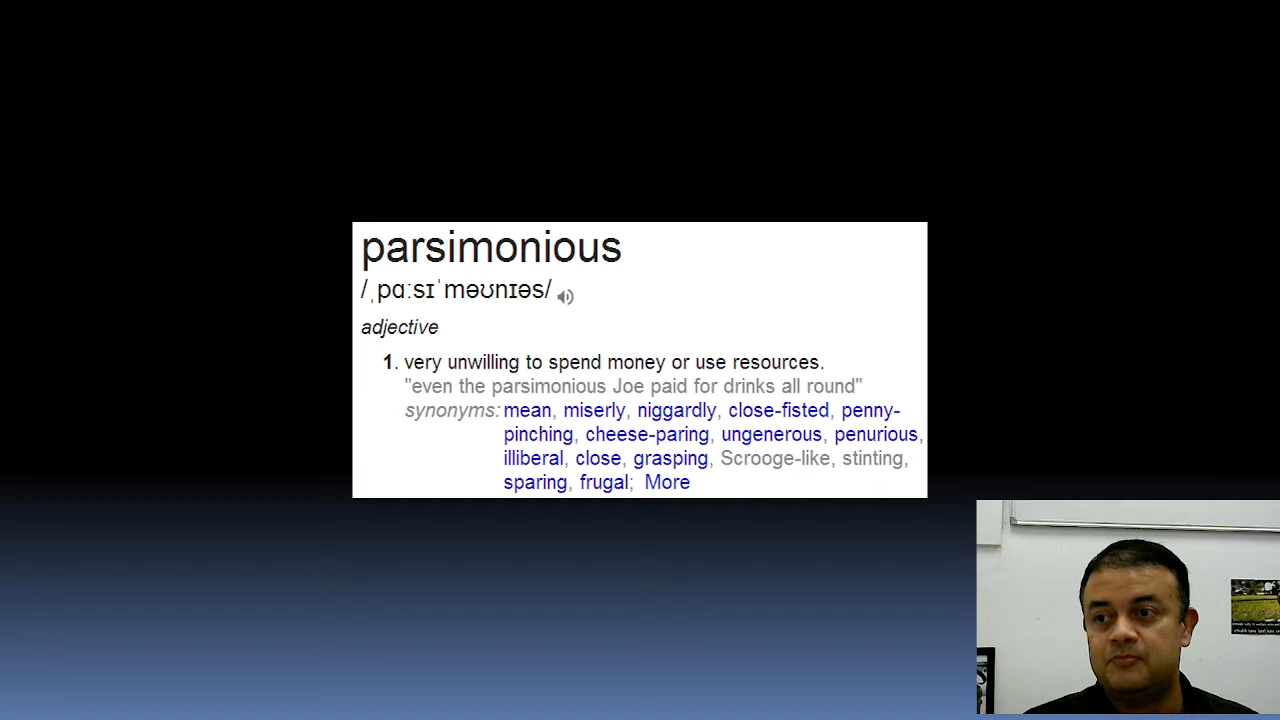 parsimonious
/ˌpɑːsɪˈməʊnɪəs/
adjective
1. very unwilling to spend money or use resources.
"even the parsimonious Joe paid for drinks all round"
synonyms: mean, miserly, niggardly, close-fisted, penny-
pinching, cheese-paring, ungenerous, penurious,
illiberal, close, grasping, Scrooge-like, stinting,
sparing, frugal; More